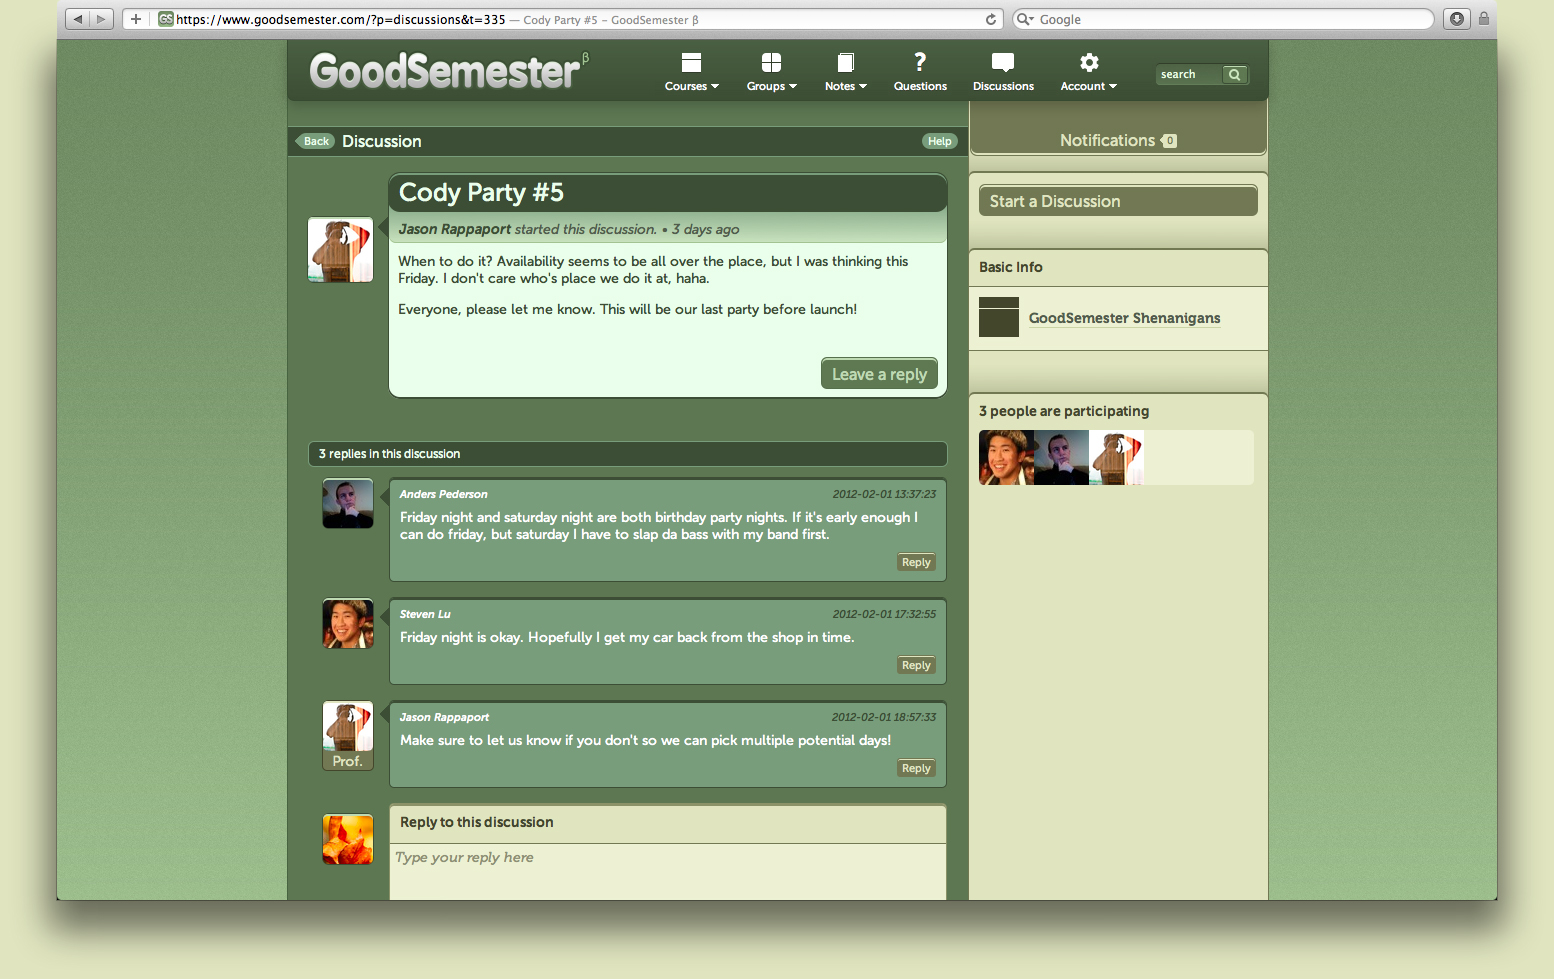 GS https://www.goodsemester.com/?p=discussions&t=335 — Cody Party #5 – GoodSemester β
Google
GoodSemester β
Courses
Groups
Notes
? Questions
Discussions
Account
search
Back
Discussion
Help
Notifications 0
Cody Party #5
Jason Rappaport started this discussion. • 3 days ago
When to do it? Availability seems to be all over the place, but I was thinking this
Friday. I don't care who's place we do it at, haha.
Everyone, please let me know. This will be our last party before launch!
Leave a reply
Start a Discussion
Basic Info
GoodSemester Shenanigans
3 people are participating
3 replies in this discussion
Anders Pederson
2012-02-01 13:37:23
Friday night and saturday night are both birthday party nights. If it's early enough I
can do friday, but saturday I have to slap da bass with my band first.
Reply
Steven Lu
2012-02-01 17:32:55
Friday night is okay. Hopefully I get my car back from the shop in time.
Reply
Prof.
Jason Rappaport
2012-02-01 18:57:33
Make sure to let us know if you don't so we can pick multiple potential days!
Reply
Reply to this discussion
Type your reply here